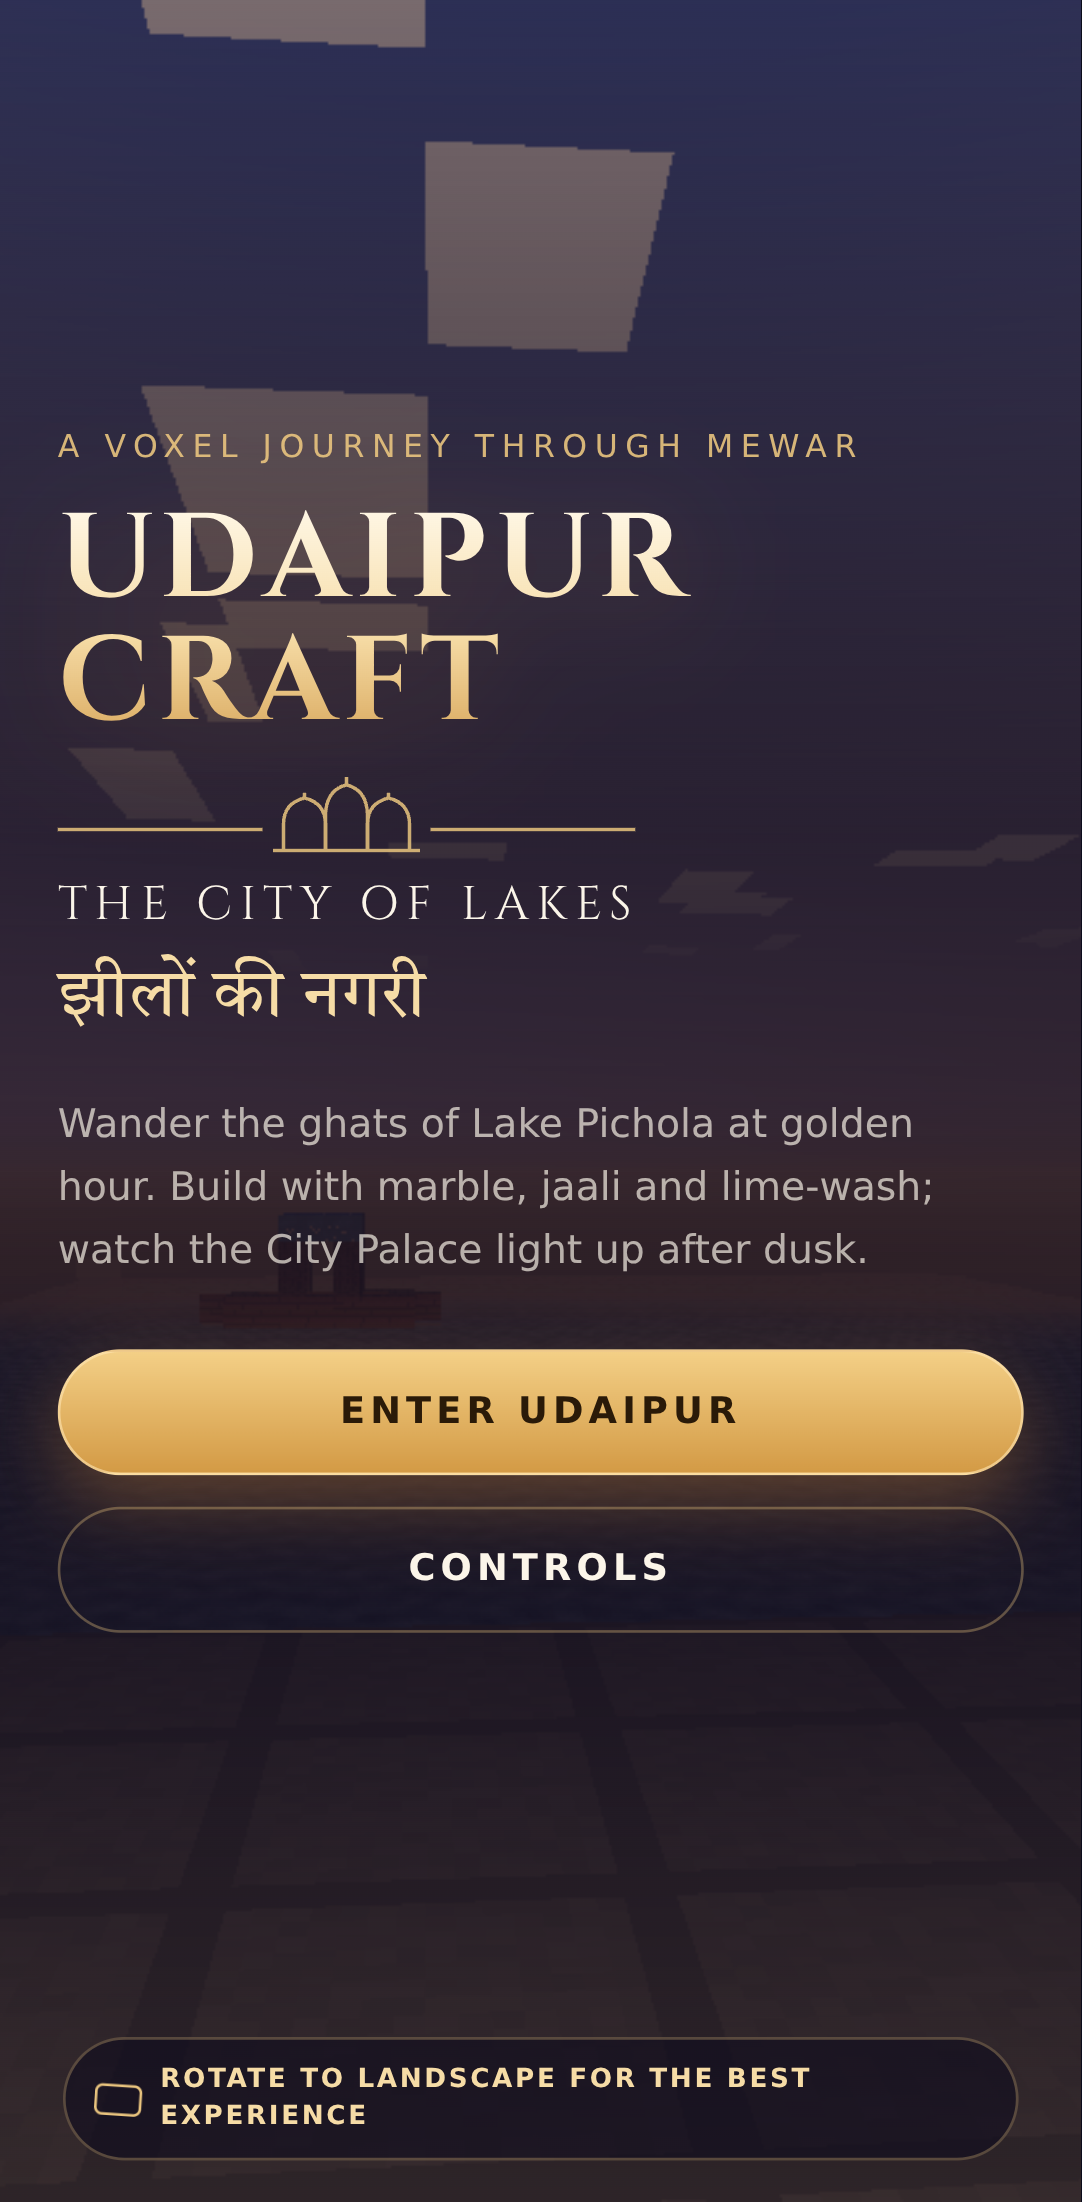 A VOXEL JOURNEY THROUGH MEWAR
UDAIPUR
CRAFT
THE CITY OF LAKES
झीलों की नगरी
Wander the ghats of Lake Pichola at golden
hour. Build with marble, jaali and lime-wash;
watch the City Palace light up after dusk.
ENTER UDAIPUR
CONTROLS
ROTATE TO LANDSCAPE FOR THE BEST
EXPERIENCE